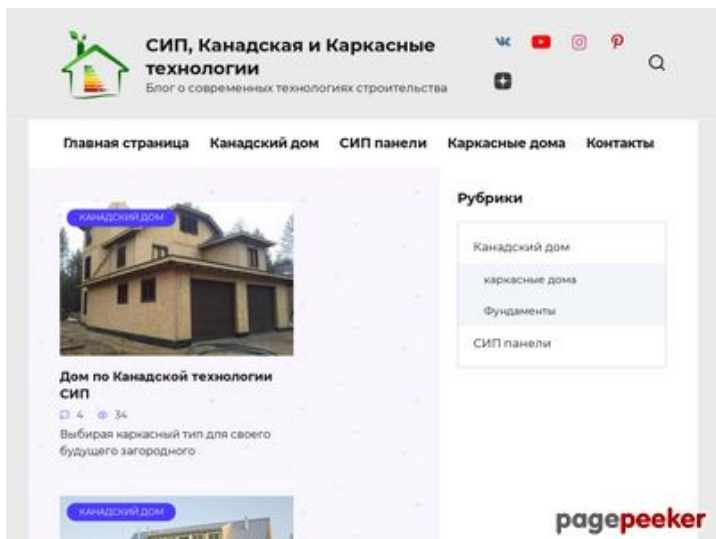 СИП, Канадская и Каркасные
технологии
Блог о современных технологиях строительства
Главная страница Канадский дом СИП панели Каркасные дома Контакты
КАНАДСКИЙ ДОМ
Дом по Канадской технологии
СИП
4 34
Выбирая каркасный тип для своего
будущего загородного
КАНАДСКИЙ ДОМ
Рубрики
Канадский дом
каркасные дома
Фундаменты
СИП панели
pagepeeker